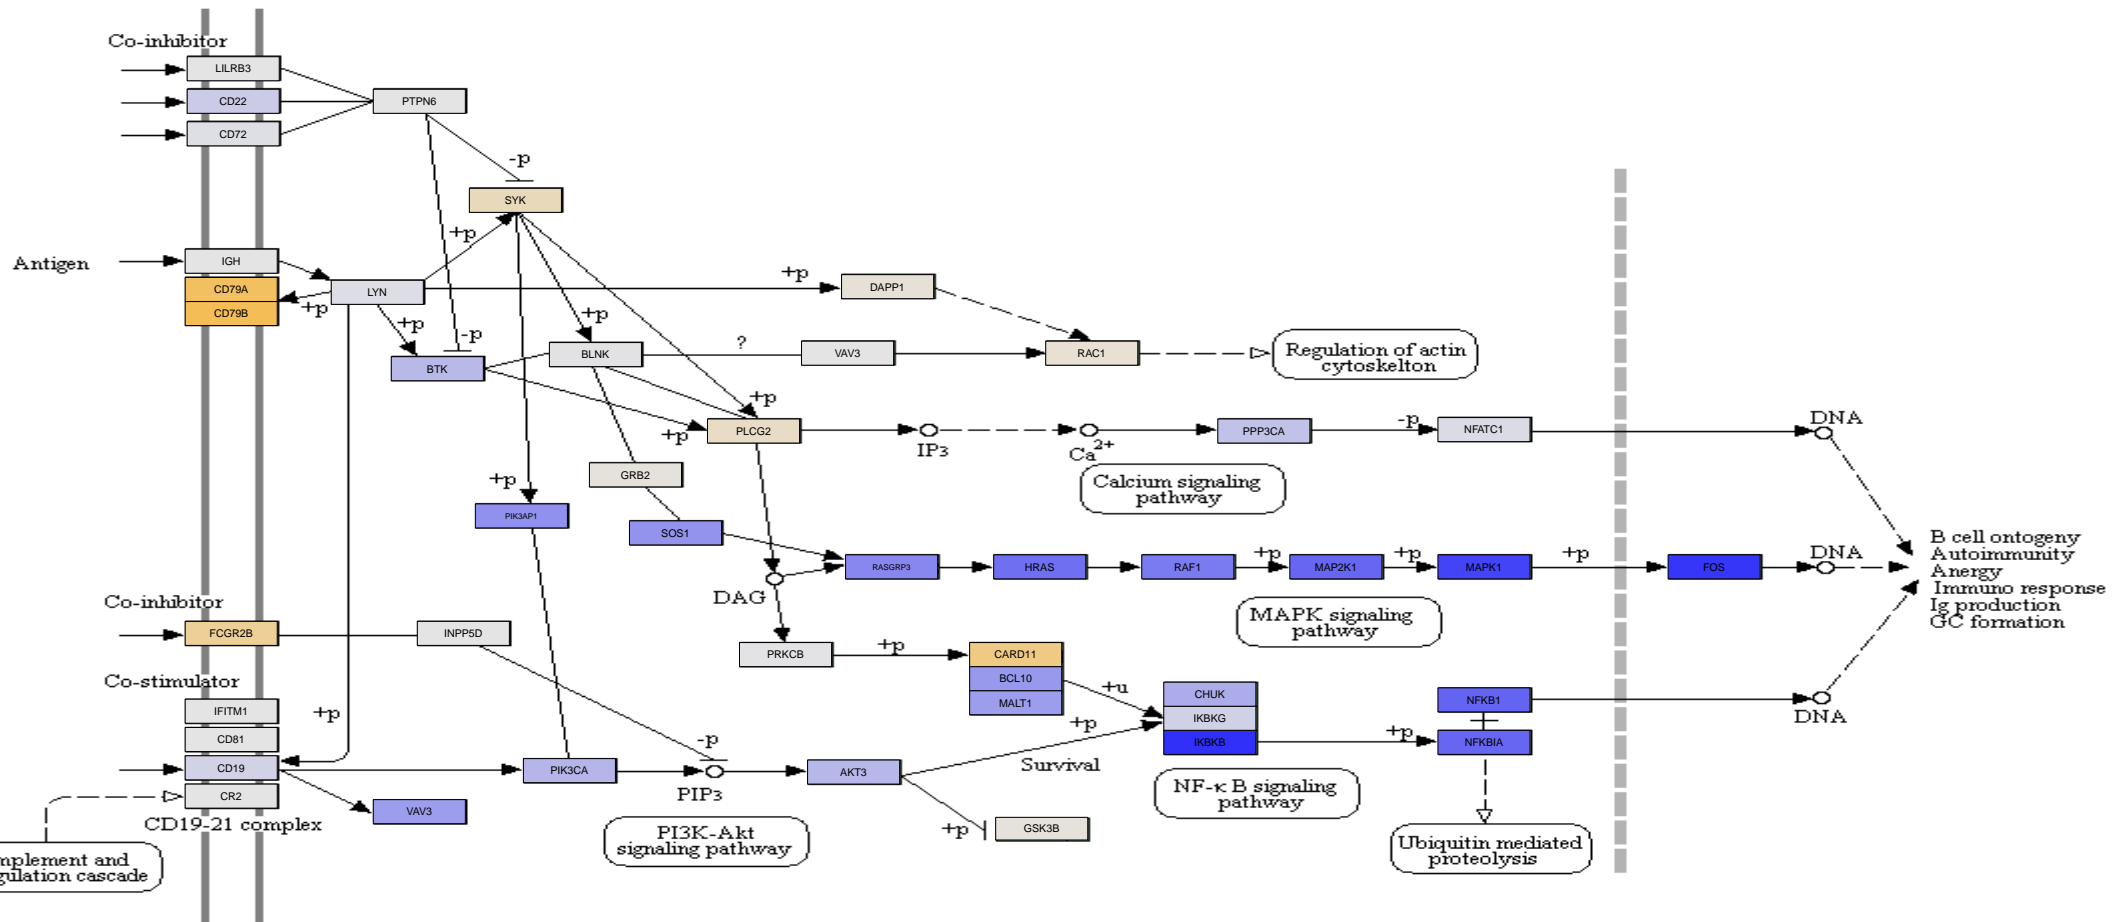 Co-inhibitor
LILRB3
CD22
CD72
PTPN6
-p
SYK
+p
Antigen
IGH
CD79A
CD79B
LYN
+p
+p
-p
+p
DAPP1
BTK
+p
BLNK
?
VAV3
RAC1
Regulation of actin
cytoskelton
+p
+p
PLCG2
IP3
Ca2+
PPP3CA
-p
NFATC1
DNA
Calcium signaling
pathway
GRB2
+p
PIK3AP1
SOS1
RASGRP3
HRAS
RAF1
+p
MAP2K1
+p
MAPK1
+p
FOS
DNA
B cell ontogeny
Autoimmunity
Anergy
Immuno response
Ig production
GC formation
DAG
MAPK signaling
pathway
Co-inhibitor
FCGR2B
INPP5D
PRKCB
+p
CARD11
BCL10
MALT1
+u
+p
CHUK
IKBKG
IKBKB
NFKB1
+p
NFKBIA
DNA
Co-stimulator
IFITM1
CD81
CD19
CR2
+p
CD19-21 complex
VAV3
PIK3CA
-p
PIP3
AKT3
Survival
+p
GSK3B
PI3K-Akt
signaling pathway
NF-κ B signaling
pathway
Ubiquitin mediated
proteolysis
mplement and
gulation cascade